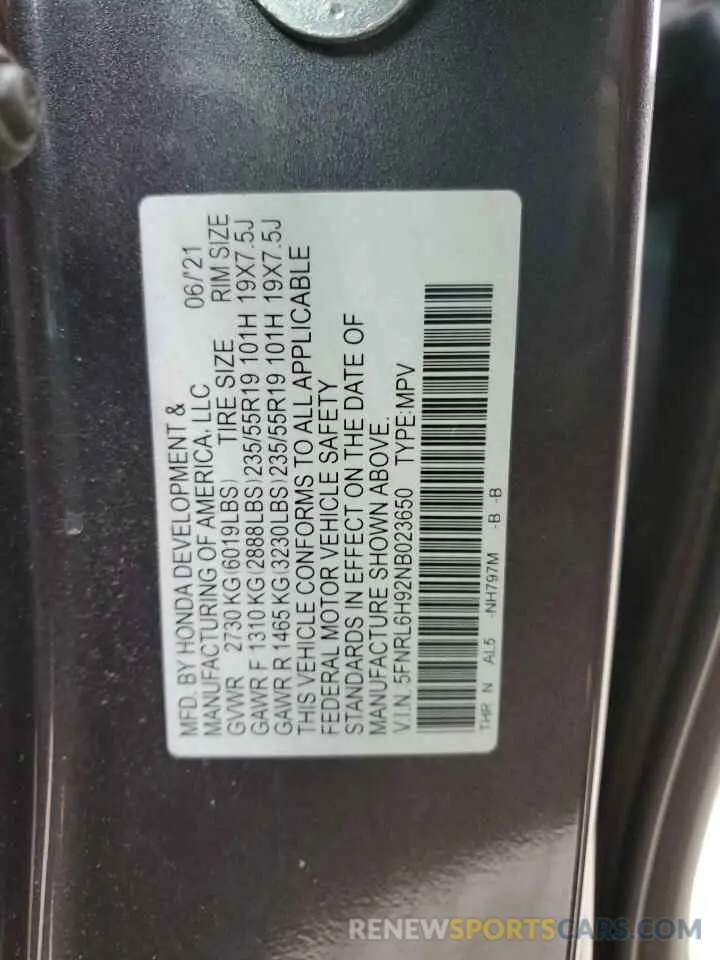 MFD. BY HONDA DEVELOPMENT &
MANUFACTURING OF AMERICA, LLC 06/'21
GVWR 2730 KG (6019LBS) TIRE SIZE RIM SIZE
GAWR F 1310 KG (2888LBS) 235/55R19 101H 19X7.5J
GAWR R 1465 KG (3230LBS) 235/55R19 101H 19X7.5J
THIS VEHICLE CONFORMS TO ALL APPLICABLE
FEDERAL MOTOR VEHICLE SAFETY
STANDARDS IN EFFECT ON THE DATE OF
MANUFACTURE SHOWN ABOVE.
V.I.N. 5FNRL6H92NB023650 TYPE:MPV
THR N AL5 -NH797M -B -B
RENEWSPORTSCARS.COM